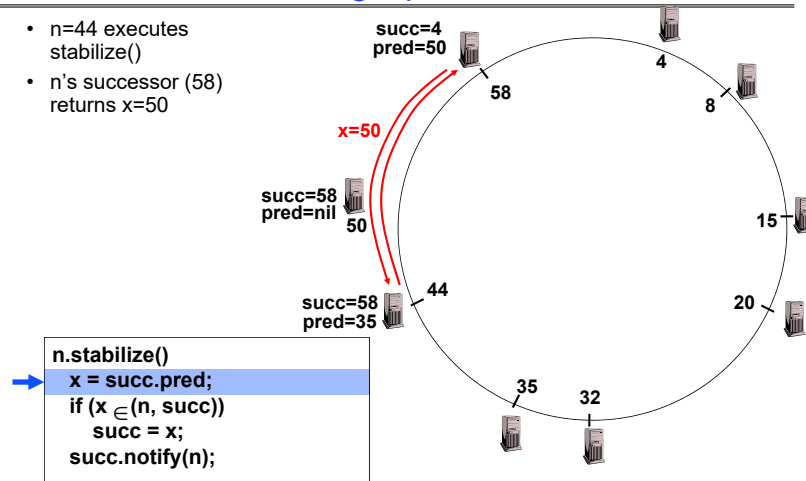 • n=44 executes
stabilize()
• n's successor (58)
returns x=50
succ=4
pred=50
4
58
8
x=50
succ=58
pred=nil
50
15
44
succ=58
pred=35
20
35
32
n.stabilize()
x = succ.pred;
if (x ∈ (n, succ))
succ = x;
succ.notify(n);